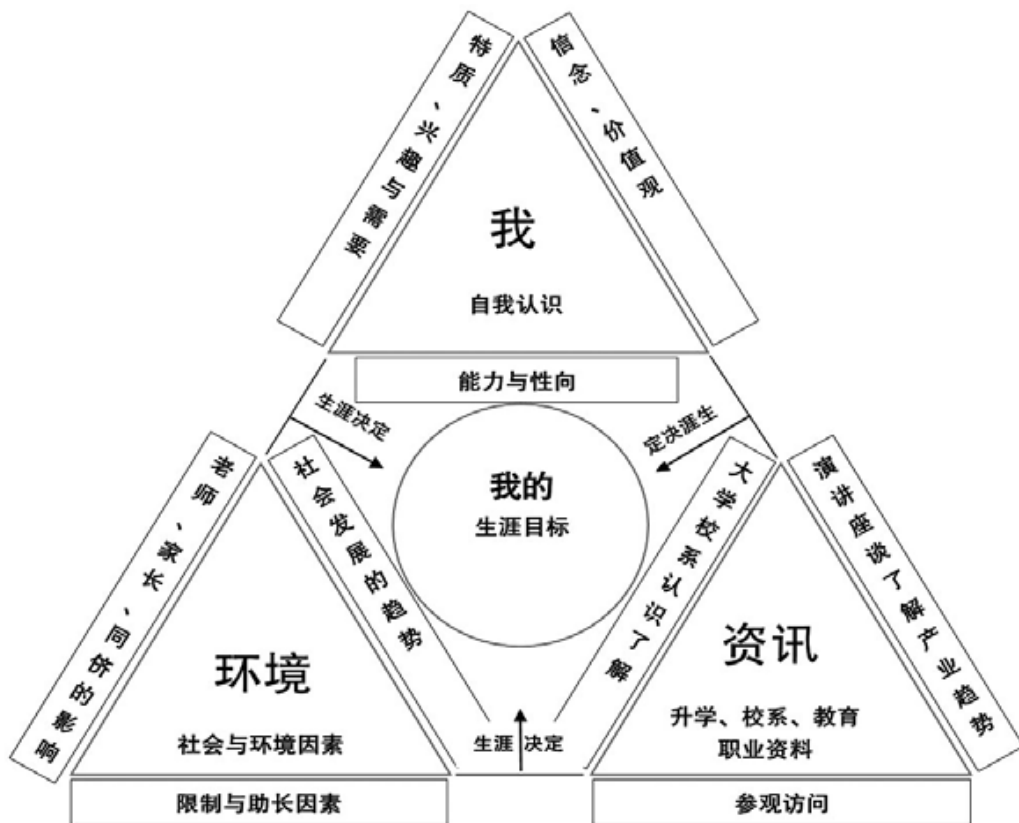 特质、兴趣与需要
信念、价值观
我
自我认识
能力与性向
生涯决定
定决涯生
我的
生涯目标
老师、家长、同侪的影响
社会发展的趋势
大学校系认识了解
演讲座谈了解产业趋势
环境
社会与环境因素
资讯
升学、校系、教育
职业资料
生涯 决定
限制与助长因素
参观访问